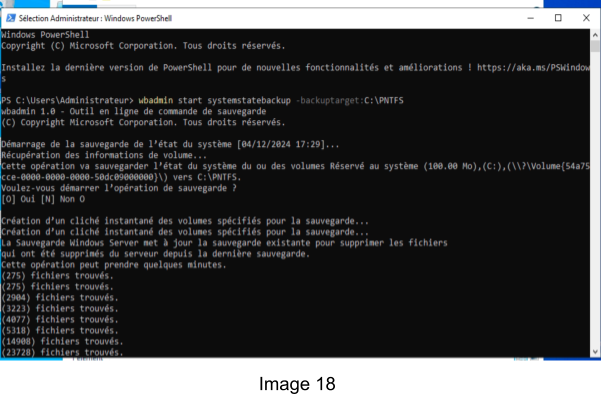 Sélection Administrateur : Windows PowerShell
Windows PowerShell
Copyright (C) Microsoft Corporation. Tous droits réservés.
Installez la dernière version de PowerShell pour de nouvelles fonctionnalités et améliorations ! https://aka.ms/PSWindow
s
PS C:\Users\Administrateur> wbadmin start systemstatebackup -backuptarget:C:\PNTFS
wbadmin 1.0 - Outil en ligne de commande de sauvegarde
(C) Copyright Microsoft Corporation. Tous droits réservés.
Démarrage de la sauvegarde de l'état du système [04/12/2024 17:29]...
Récupération des informations de volume...
Cette opération va sauvegarder l'état du système du ou des volumes Réservé au système (100.00 Mo),(C:),(\\?\Volume{54a75
cce-0000-0000-0000-50dc09000000}\) vers C:\PNTFS.
Voulez-vous démarrer l'opération de sauvegarde ?
[O] Oui [N] Non O
Création d'un cliché instantané des volumes spécifiés pour la sauvegarde...
Création d'un cliché instantané des volumes spécifiés pour la sauvegarde...
La Sauvegarde Windows Server met à jour la sauvegarde existante pour supprimer les fichiers
qui ont été supprimés du serveur depuis la dernière sauvegarde.
Cette opération peut prendre quelques minutes.
(275) fichiers trouvés.
(275) fichiers trouvés.
(2904) fichiers trouvés.
(3223) fichiers trouvés.
(4077) fichiers trouvés.
(5318) fichiers trouvés.
(14908) fichiers trouvés.
(23728) fichiers trouvés.
Image 18